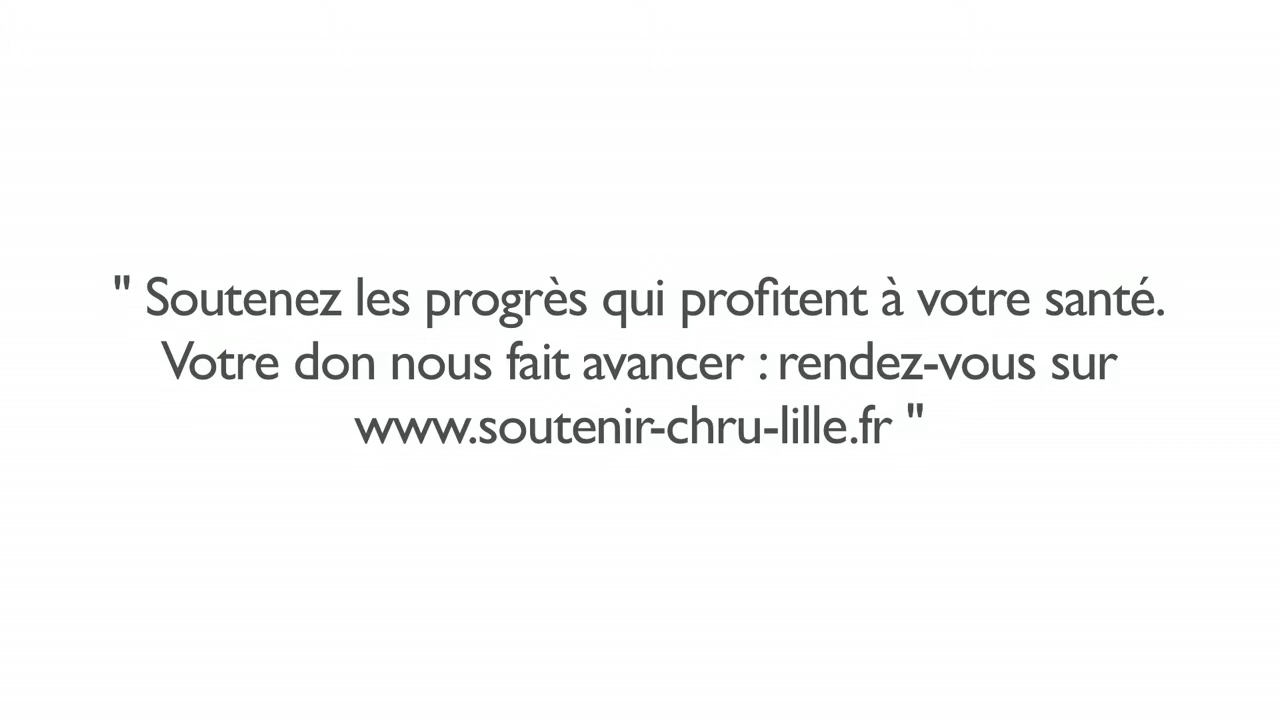 " Soutenez les progrès qui profitent à votre santé.
Votre don nous fait avancer : rendez-vous sur
www.soutenir-chru-lille.fr "